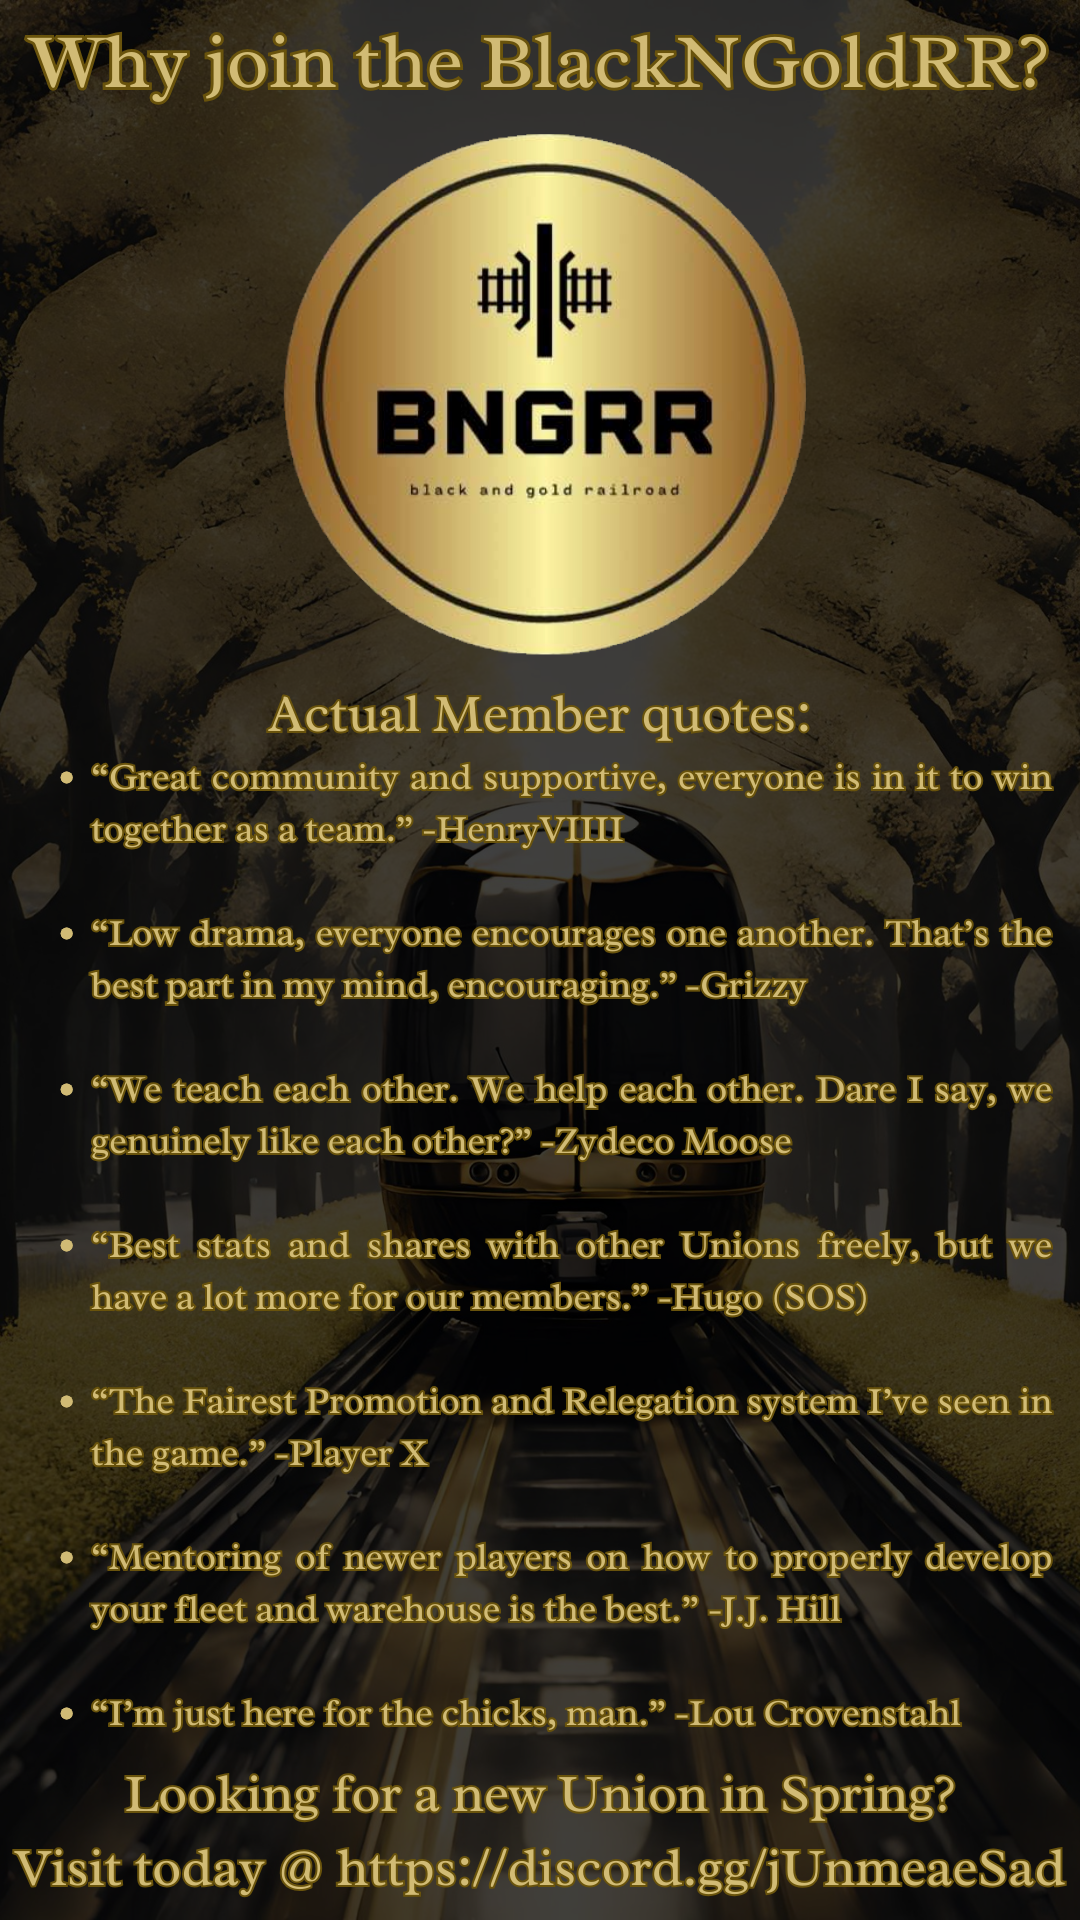 Why join the BlackNGoldRR?
BNGRR
black and gold railroad
Actual Member quotes:
• “Great community and supportive, everyone is in it to win
together as a team.” -HenryVIIII
• “Low drama, everyone encourages one another. That’s the
best part in my mind, encouraging.” -Grizzy
• “We teach each other. We help each other. Dare I say, we
genuinely like each other?” -Zydeco Moose
• “Best stats and shares with other Unions freely, but we
have a lot more for our members.” -Hugo (SOS)
• “The Fairest Promotion and Relegation system I’ve seen in
the game.” -Player X
• “Mentoring of newer players on how to properly develop
your fleet and warehouse is the best.” -J.J. Hill
• “I’m just here for the chicks, man.” -Lou Crovenstahl
Looking for a new Union in Spring?
Visit today @ https://discord.gg/jUnmeaeSad